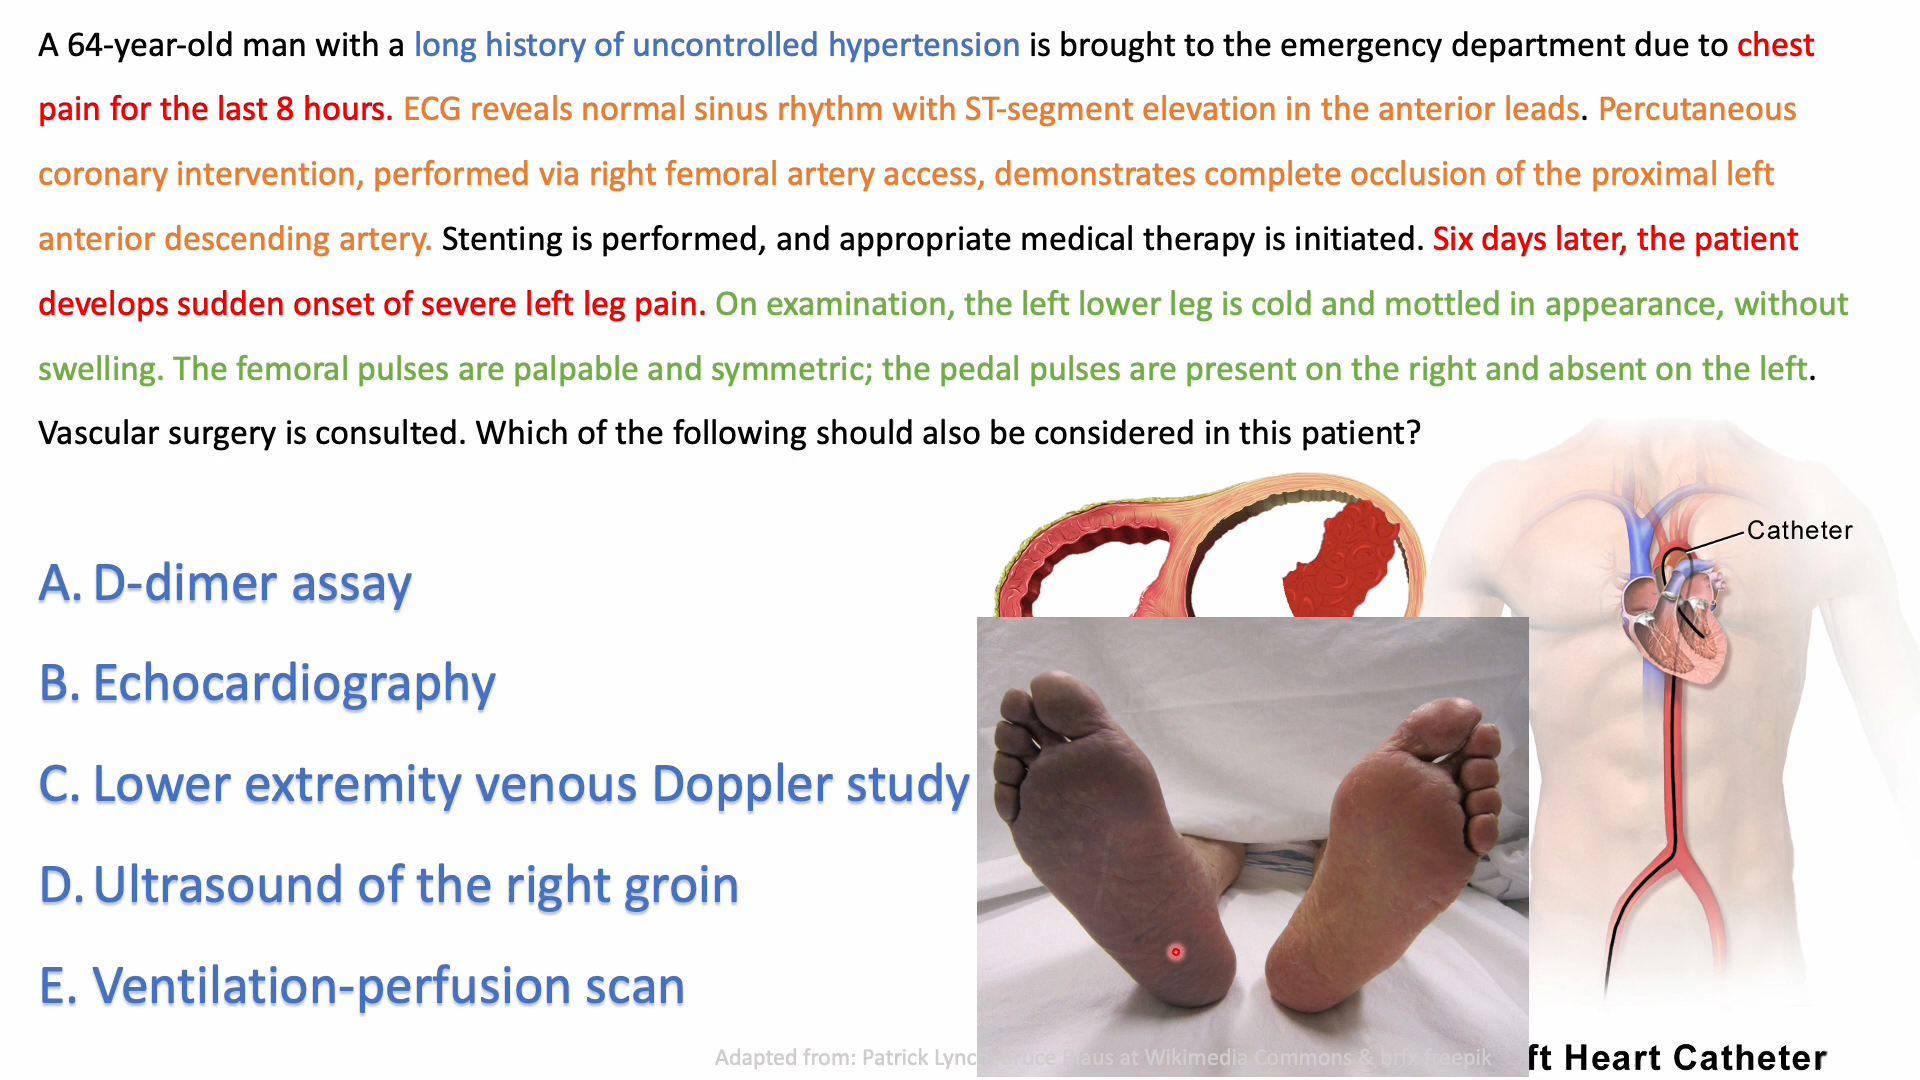 A 64-year-old man with a long history of uncontrolled hypertension is brought to the emergency department due to chest
pain for the last 8 hours. ECG reveals normal sinus rhythm with ST-segment elevation in the anterior leads. Percutaneous
coronary intervention, performed via right femoral artery access, demonstrates complete occlusion of the proximal left
anterior descending artery. Stenting is performed, and appropriate medical therapy is initiated. Six days later, the patient
develops sudden onset of severe left leg pain. On examination, the left lower leg is cold and mottled in appearance, without
swelling. The femoral pulses are palpable and symmetric; the pedal pulses are present on the right and absent on the left.
Vascular surgery is consulted. Which of the following should also be considered in this patient?
Catheter
A. D-dimer assay
B. Echocardiography
C. Lower extremity venous Doppler study
D. Ultrasound of the right groin
E. Ventilation-perfusion scan
Adapted from: Patrick at Wikimedia Commons & freepik
Heart Catheter